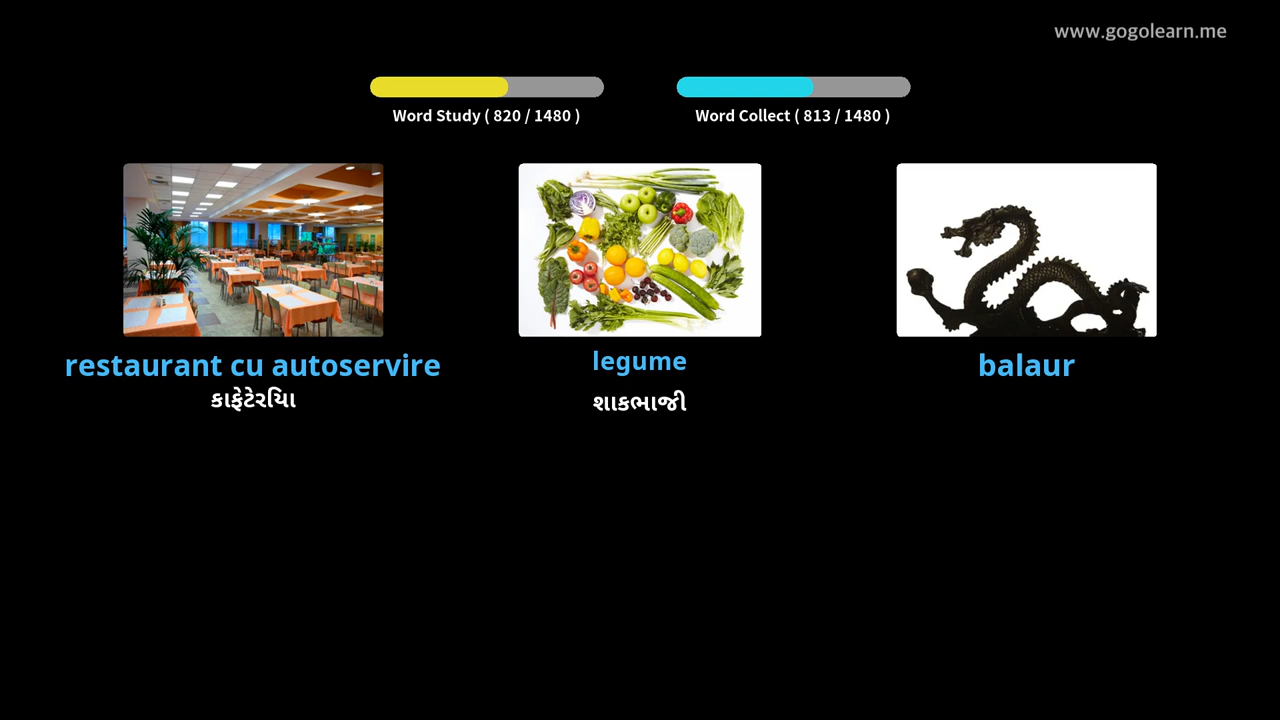 www.gogolearn.me
Word Study ( 820 / 1480 )
Word Collect ( 813 / 1480 )
restaurant cu autoservire
કાફેટેરિયા
legume
શાકભાજી
balaur